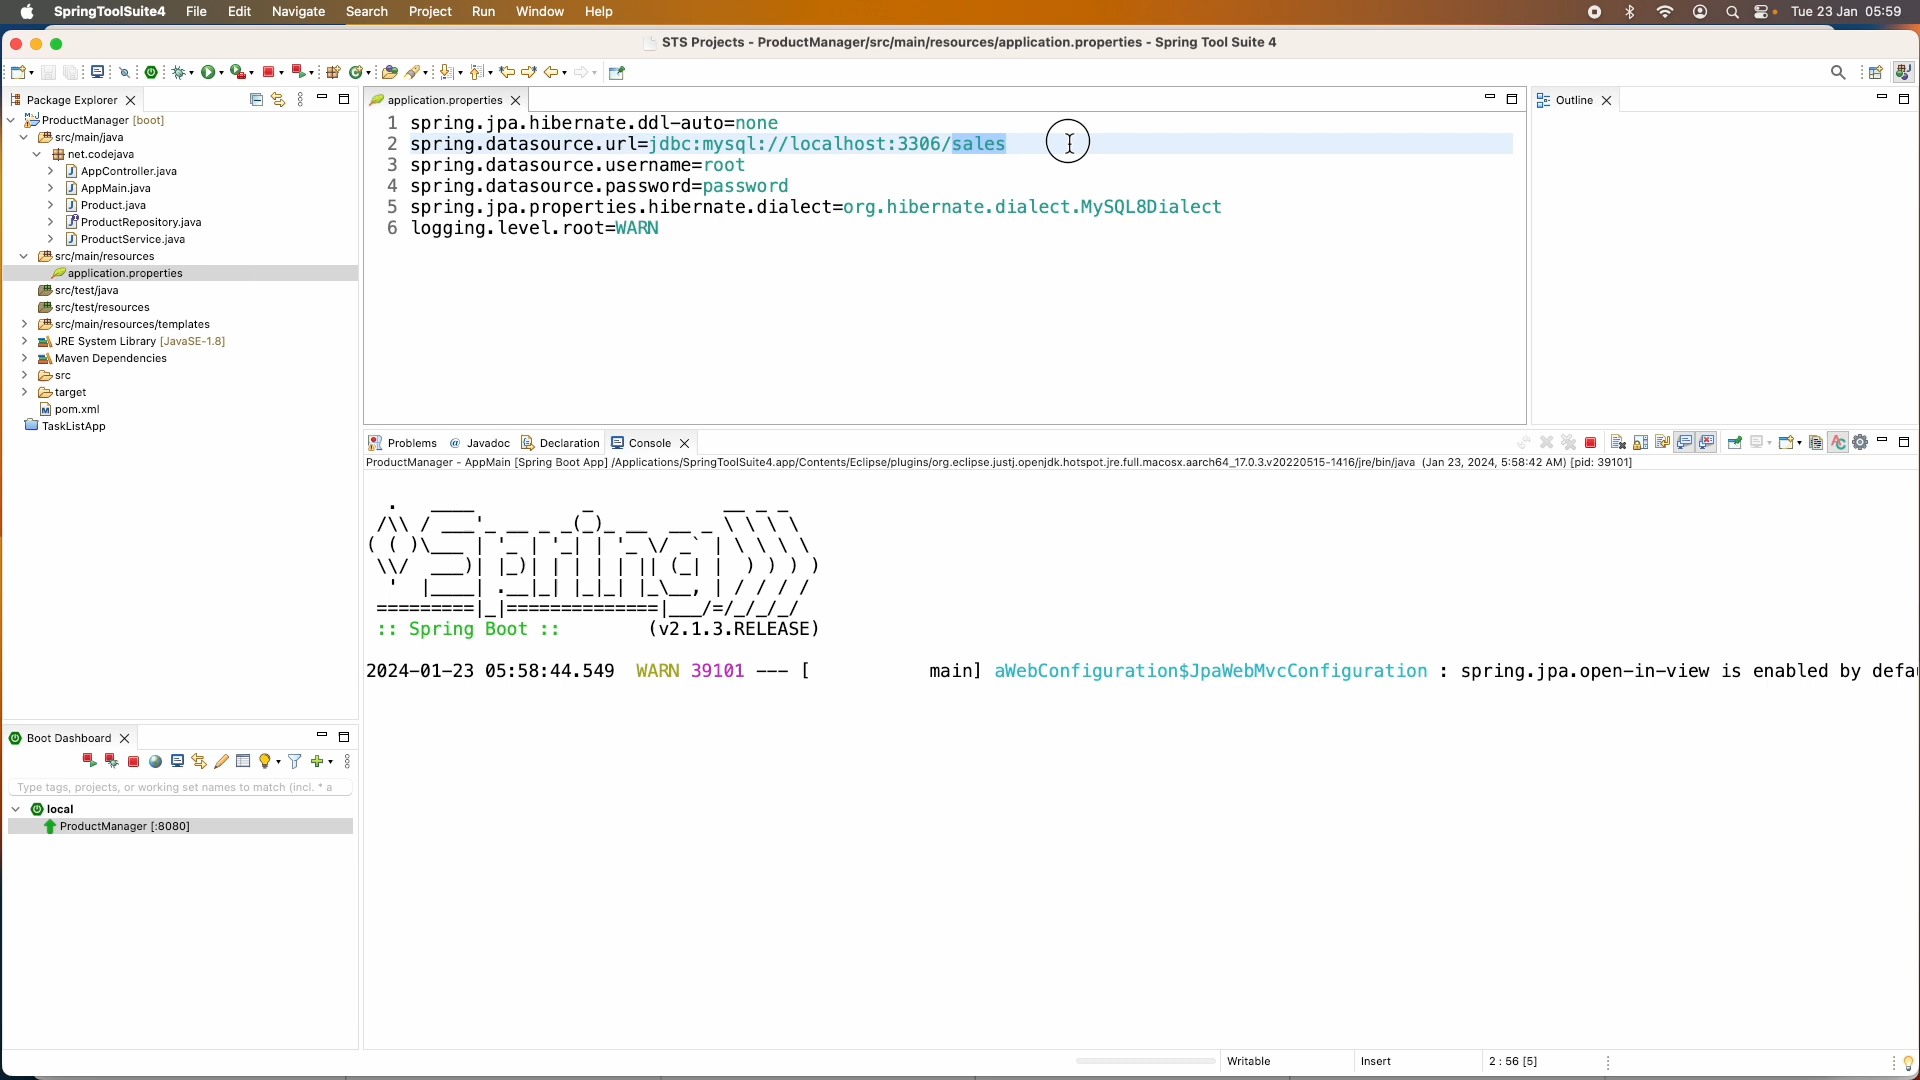 SpringToolSuite4 File Edit Navigate Search Project Run Window Help Tue 23 Jan 05:59
STS Projects - ProductManager/src/main/resources/application.properties - Spring Tool Suite 4
Package Explorer
ProductManager [boot]
src/main/java
net.codejava
AppController.java
AppMain.java
Product.java
ProductRepository.java
ProductService.java
src/main/resources
application.properties
src/test/java
src/test/resources
src/main/resources/templates
JRE System Library [JavaSE-1.8]
Maven Dependencies
src
target
pom.xml
TaskListApp
application.properties
1 spring.jpa.hibernate.ddl-auto=none
2 spring.datasource.url=jdbc:mysql://localhost:3306/sales
3 spring.datasource.username=root
4 spring.datasource.password=password
5 spring.jpa.properties.hibernate.dialect=org.hibernate.dialect.MySQL8Dialect
6 logging.level.root=WARN
Outline
Problems Javadoc Declaration Console
ProductManager - AppMain [Spring Boot App] /Applications/SpringToolSuite4.app/Contents/Eclipse/plugins/org.eclipse.justj.openjdk.hotspot.jre.full.macosx.aarch64_17.0.3.v20220515-1416/jre/bin/java (Jan 23, 2024, 5:58:42 AM) [pid: 39101]
:: Spring Boot :: (v2.1.3.RELEASE)
2024-01-23 05:58:44.549 WARN 39101 --- [ main] aWebConfiguration$JpaWebMvcConfiguration : spring.jpa.open-in-view is enabled by defa
Boot Dashboard
Type tags, projects, or working set names to match (incl. * a
local
ProductManager [:8080]
Writable Insert 2 : 56 [5]